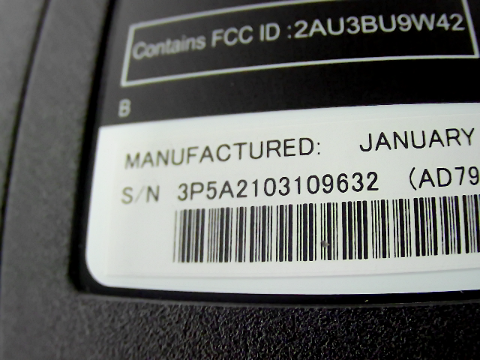 Contains FCC ID : 2AU3BU9W42
B
MANUFACTURED: JANUARY
S/N 3P5A2103109632 (AD79